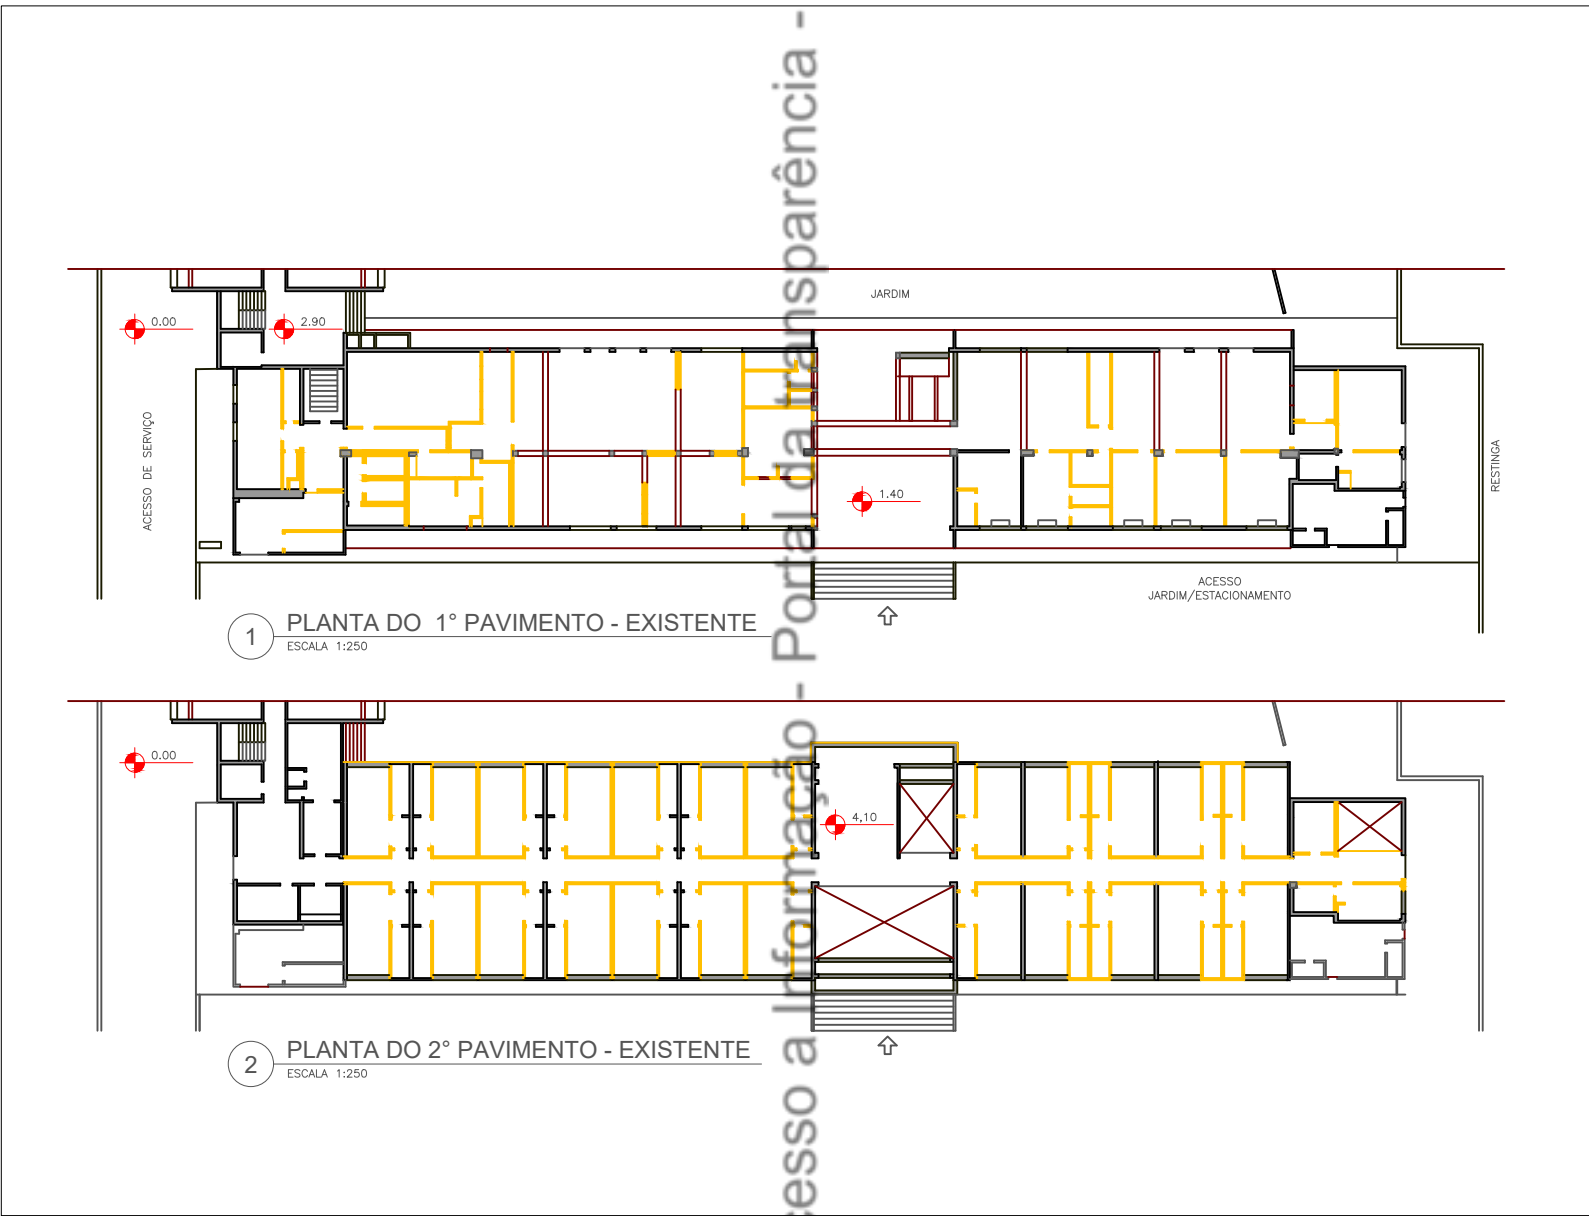 JARDIM
0.00
2.90
ACESSO DE SERVIÇO
RESTINGA
1.40
ACESSO
JARDIM/ESTACIONAMENTO
1
PLANTA DO 1° PAVIMENTO - EXISTENTE
ESCALA 1:250
0.00
4,10
2
PLANTA DO 2° PAVIMENTO - EXISTENTE
ESCALA 1:250
cesso a Informação - Portal da transparência -